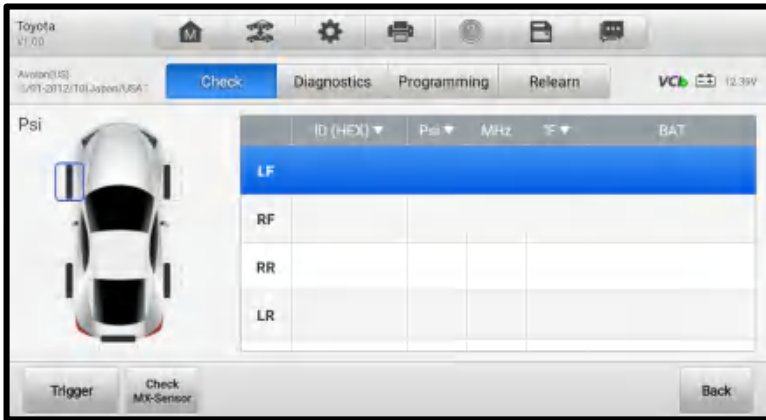 Toyota
V1.00
M
Avalon(US)
Check
Diagnostics
Programming
Relearn
VCI
Psi
ID (HEX) ▼
Psi ▼
MHz
°F ▼
BAT
LF
RF
RR
LR
Trigger
Check
MX-Sensor
Back